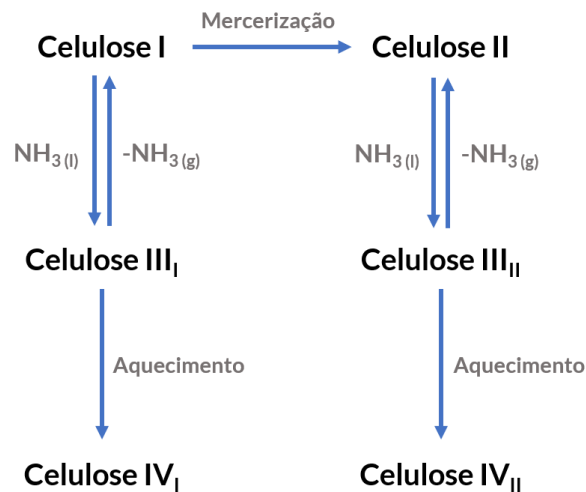 Mercerização
Celulose I
Celulose II
NH₃ (l)
-NH₃ (g)
NH₃ (l)
-NH₃ (g)
Celulose IIIᵢ
Celulose IIIᵢᵢ
Aquecimento
Aquecimento
Celulose IVᵢ
Celulose IVᵢᵢ